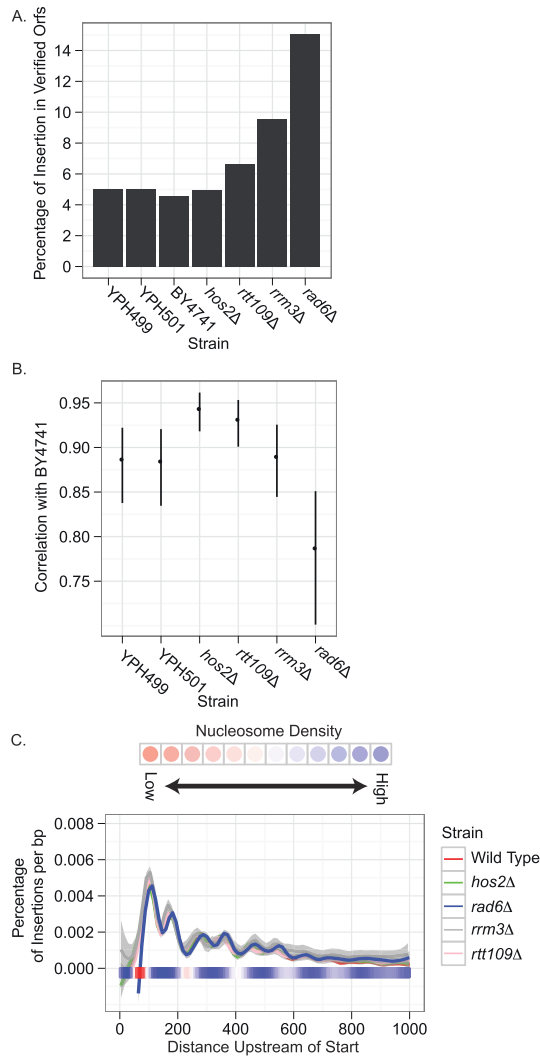 A.
Percentage of Insertion in Verified Orfs
14
12
10
8
6
4
2
0
YPH499
YPH501
BY4741
hos2Δ
rtt109Δ
rrm3Δ
rad6Δ
Strain
B.
Correlation with BY4741
0.95
0.90
0.85
0.80
0.75
YPH499
YPH501
hos2Δ
rtt109Δ
rrm3Δ
rad6Δ
Strain
C.
Nucleosome Density
Low
High
Percentage
of Insertions per bp
0.008
0.006
0.004
0.002
0.000
0
200
400
600
800
1000
Distance Upstream of Start
Strain
Wild Type
hos2Δ
rad6Δ
rrm3Δ
rtt109Δ